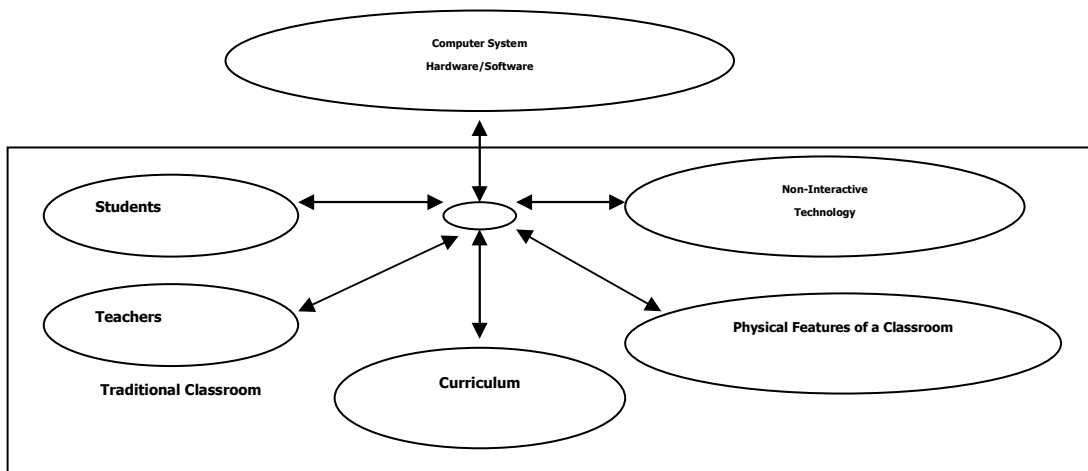 Computer System
Hardware/Software
Students
Non-Interactive
Technology
Teachers
Physical Features of a Classroom
Traditional Classroom
Curriculum